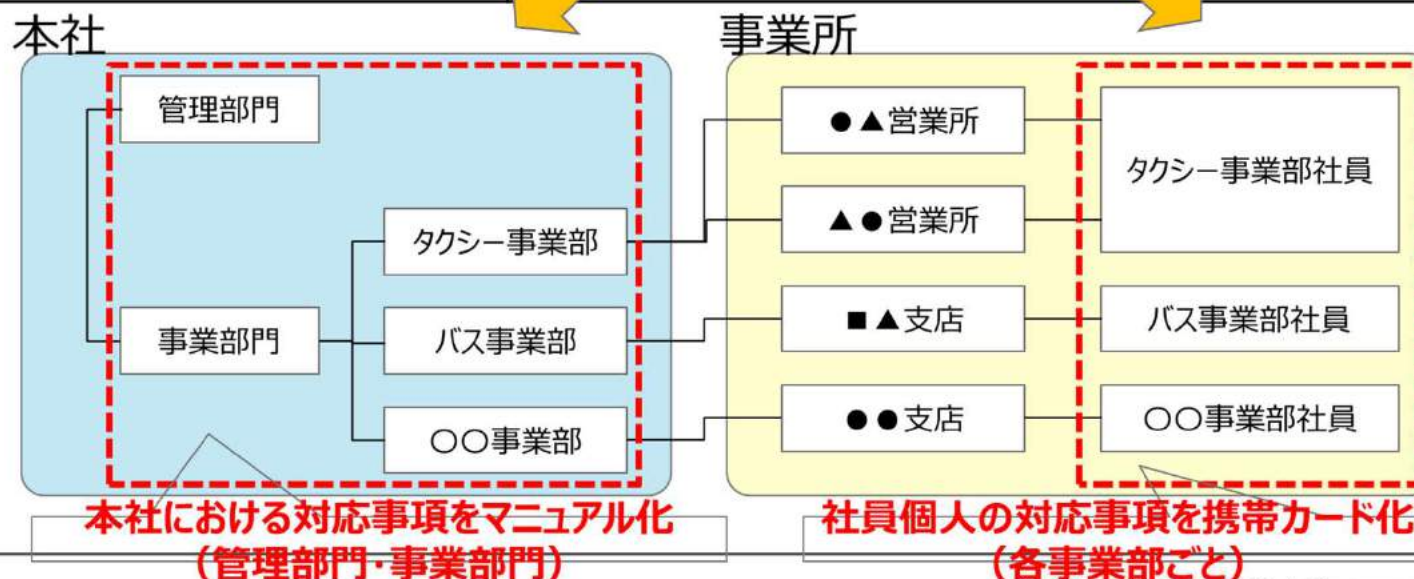 本社
事業所
管理部門
●▲営業所
タクシー事業部社員
▲●営業所
タクシー事業部
事業部門
バス事業部
■▲支店
バス事業部社員
○○事業部
●●支店
○○事業部社員
本社における対応事項をマニュアル化
（管理部門・事業部門）
社員個人の対応事項を携帯カード化
（各事業部ごと）